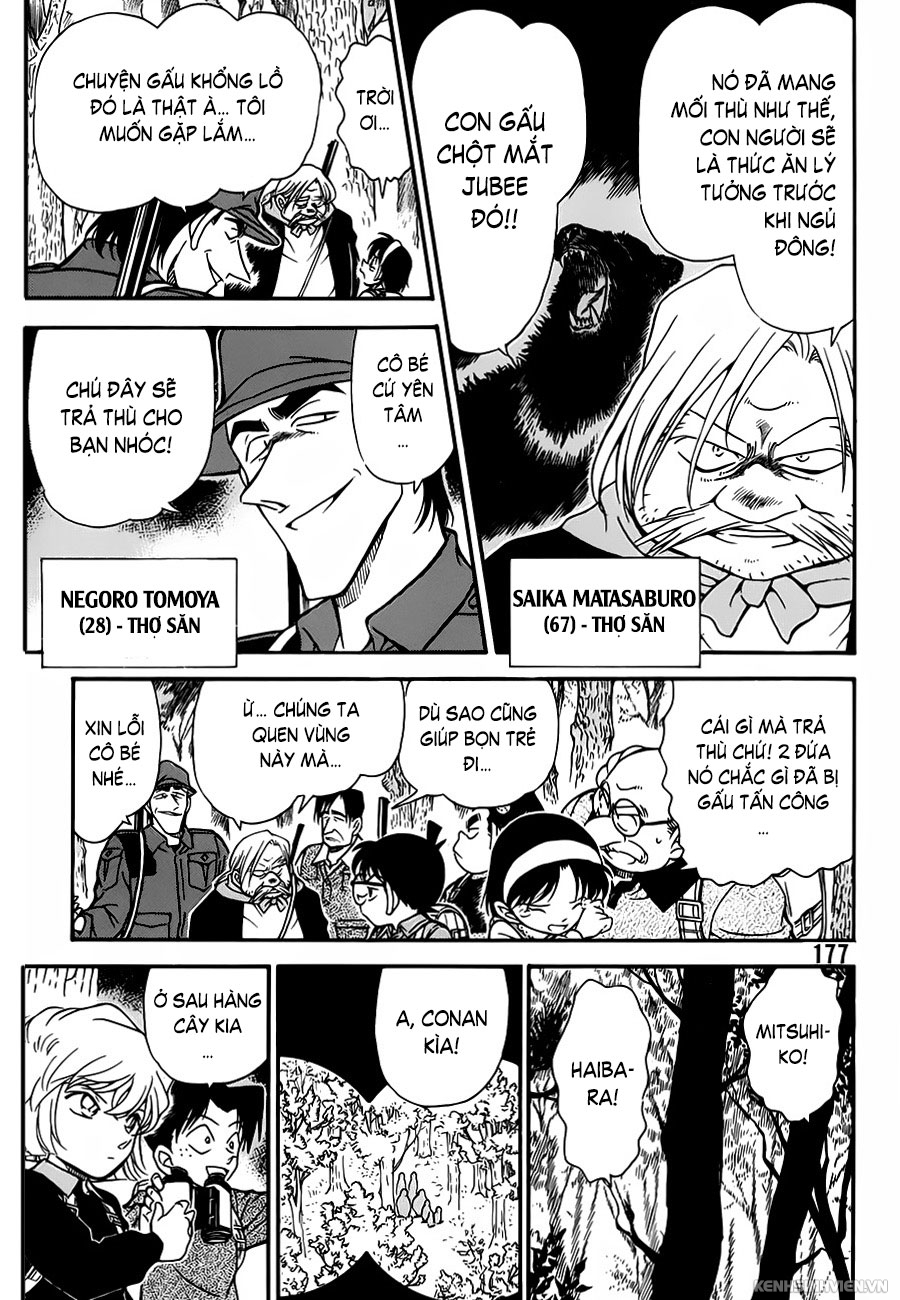 NÓ ĐÃ MANG
MỐI THÙ NHƯ THẾ,
CON NGƯỜI SẼ
LÀ THỨC ĂN LÝ
TƯỞNG TRƯỚC
KHI NGỦ
ĐÔNG!
CON GẤU
CHỘT MẮT
JUBEE
ĐÓ!!
SAIKA MATASABURO
(67) - THỢ SĂN
TRỜI
ƠI...
CHUYỆN GẤU KHỔNG LỒ
ĐÓ LÀ THẬT À... TÔI
MUỐN GẶP LẮM...
CÔ BÉ
CỨ YÊN
TÂM
...
CHÚ ĐÂY SẼ
TRẢ THÙ CHO
BẠN NHÓC!
NEGORO TOMOYA
(28) - THỢ SĂN
CÁI GÌ MÀ TRẢ
THÙ CHỨ! 2 ĐỨA
NÓ CHẮC GÌ ĐÃ BỊ
GẤU TẤN CÔNG
...
DÙ SAO CŨNG
GIÚP BỌN TRẺ
ĐI...
Ừ... CHÚNG TA
QUEN VÙNG
NÀY MÀ...
XIN LỖI
CÔ BÉ
NHÉ...
177
MITSUHI-
KO!
HAIBA-
RA!
A, CONAN
KÌA!
Ở SAU HÀNG
CÂY KIA
...